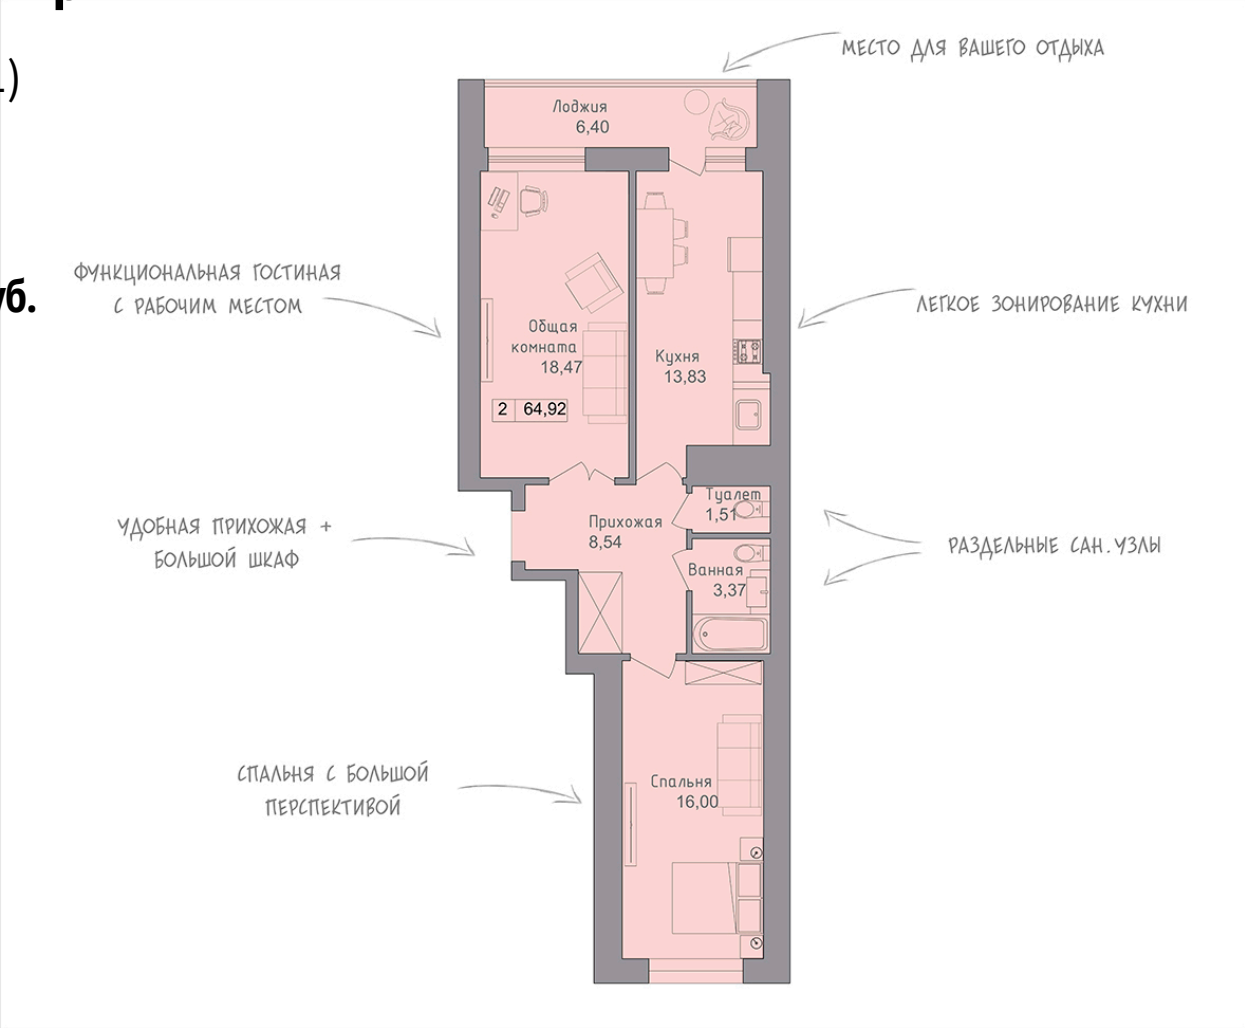 МЕСТО ДЛЯ ВАШЕГО ОТДЫХА
Лоджия
6,40
ФУНКЦИОНАЛЬНАЯ ГОСТИНАЯ
С РАБОЧИМ МЕСТОМ
уб.
ЛЕГКОЕ ЗОНИРОВАНИЕ КУХНИ
Общая
комната
18,47
2 64,92
Кухня
13,83
УДОБНАЯ ПРИХОЖАЯ +
БОЛЬШОЙ ШКАФ
Прихожая
8,54
Туалет
1,51
Ванная
3,37
РАЗДЕЛЬНЫЕ САН.УЗЛЫ
СПАЛЬНЯ С БОЛЬШОЙ
ПЕРСПЕКТИВОЙ
Спальня
16,00